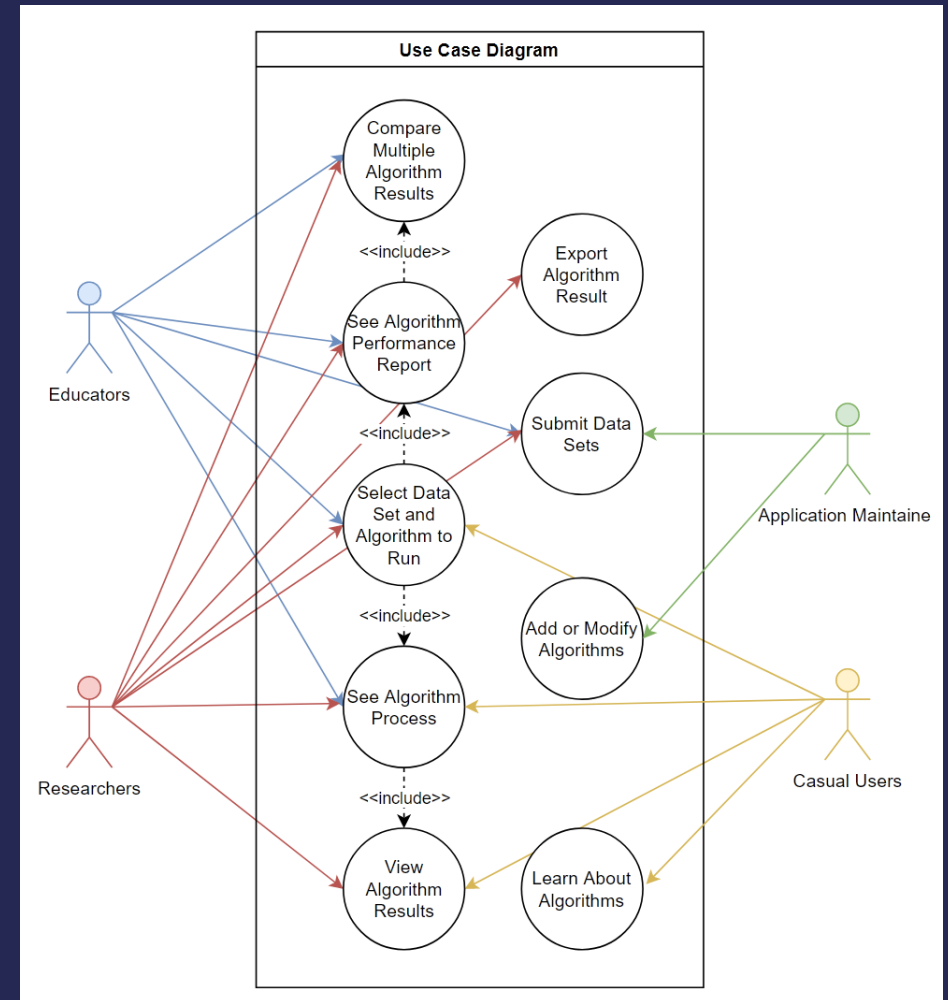 Use Case Diagram
Compare
Multiple
Algorithm
Results
<<include>>
Export
Algorithm
Result
See Algorithm
Performance
Report
Educators
<<include>>
Submit Data
Sets
Select Data
Set and
Algorithm to
Run
Application Maintaine
<<include>>
Add or Modify
Algorithms
See Algorithm
Process
Researchers
Casual Users
<<include>>
View
Algorithm
Results
Learn About
Algorithms